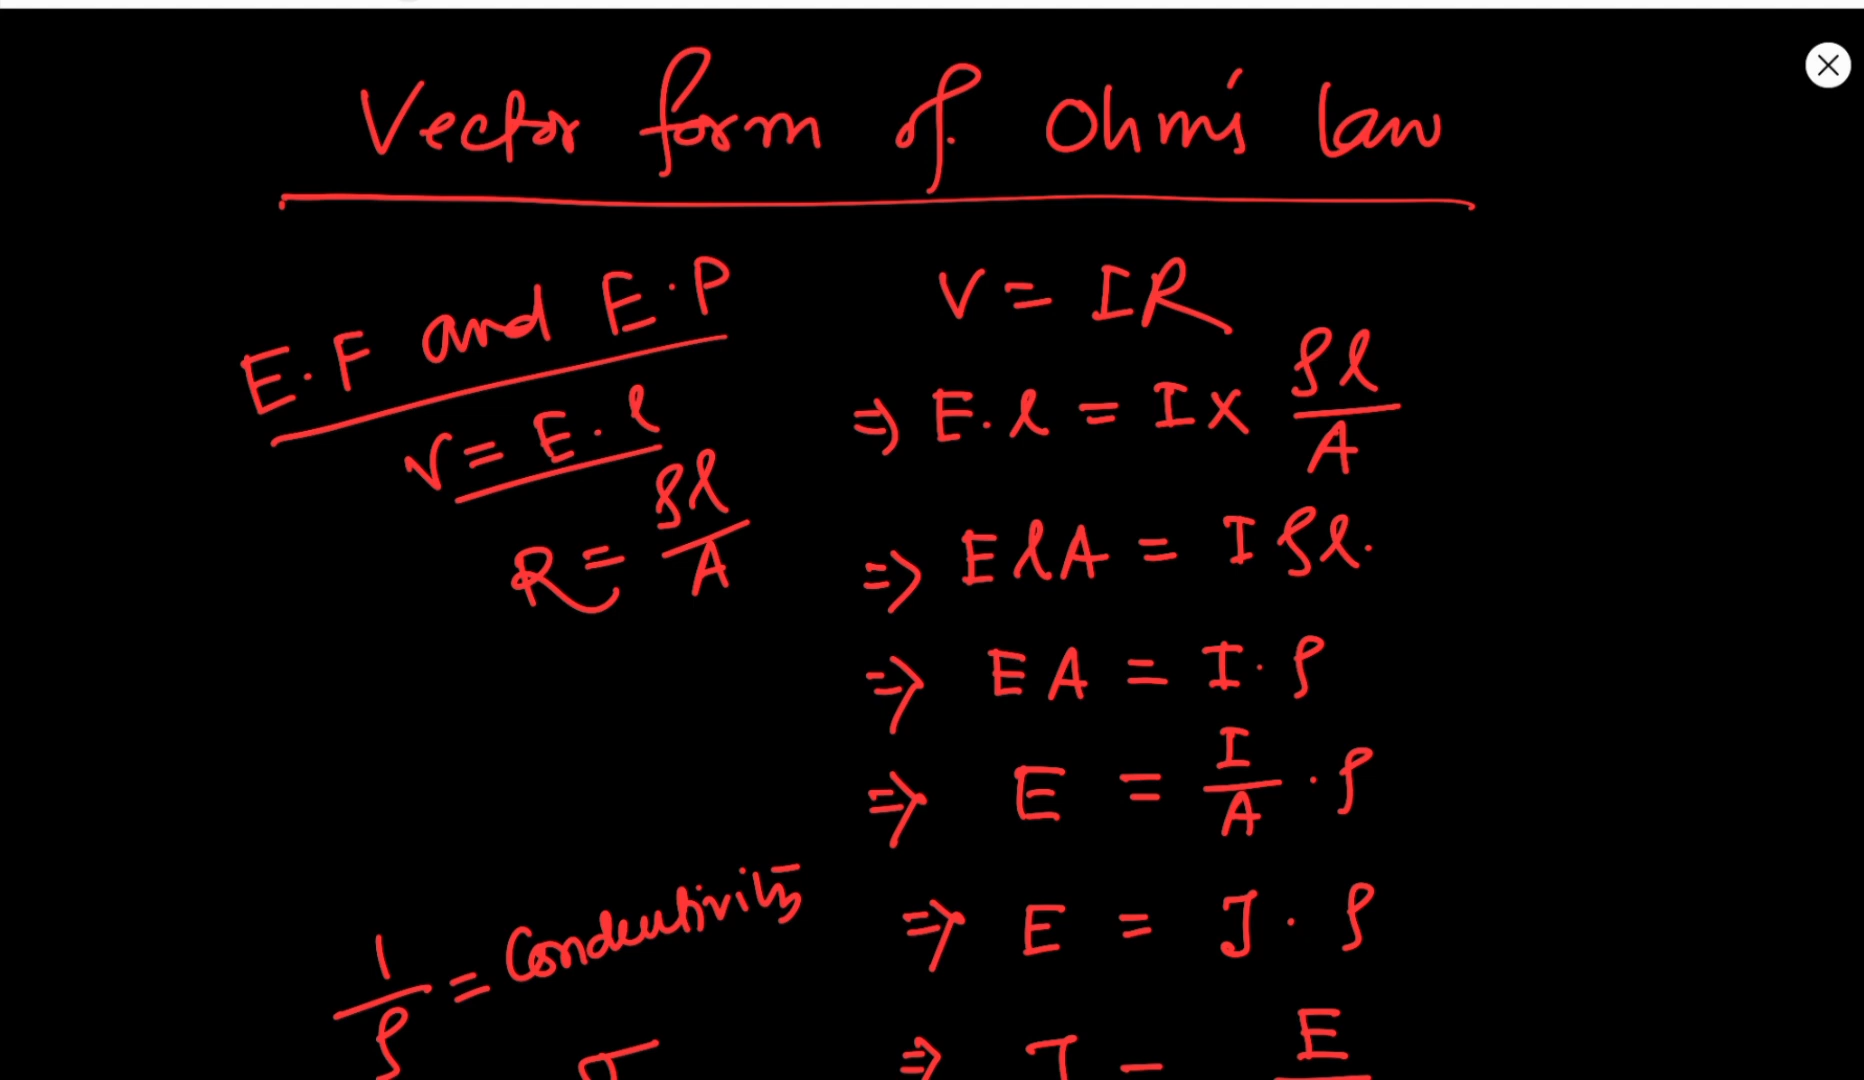 Vector form of Ohm's law
E.F and E.P
V = E.l
R = ρl/A
V = IR
⇒ E.l = I × ρl/A
⇒ ElA = Iρl.
⇒ EA = I.ρ
⇒ E = I/A . ρ
⇒ E = J . ρ
1/ρ = Conductivity
σ
⇒ J = E